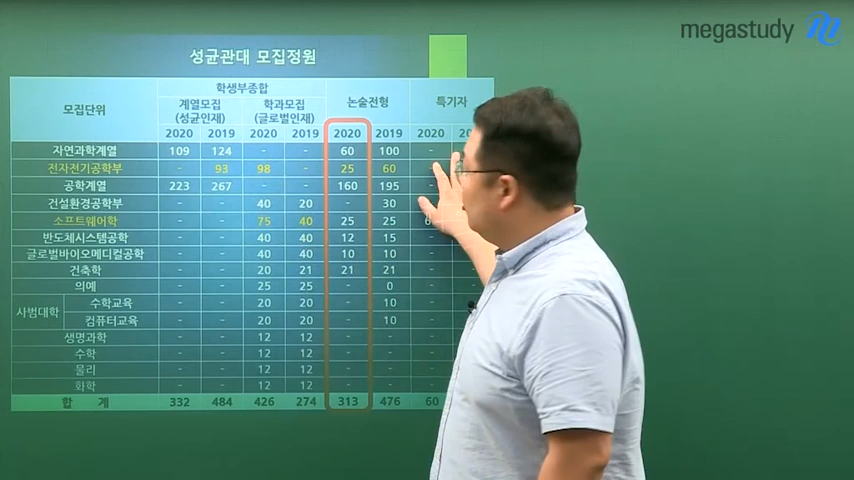 megastudy
성균관대 모집정원
모집단위 학생부종합 논술전형 특기자
계열모집 (성균인재) 학과모집 (글로벌인재)
2020 2019 2020 2019 2020 2019 2020
자연과학계열 109 124 - - 60 100 -
전자전기공학부 - 93 98 - 25 60 -
공학계열 223 267 - - 160 195 -
건설환경공학부 - - 40 20 - 30
소프트웨어학 - - 75 40 25 25
반도체시스템공학 - - 40 40 12 15 - -
글로벌바이오메디컬공학 - - 40 40 10 10 - -
건축학 - - 20 21 21 21 -
의예 - - 25 25 - 0 -
사범대학 수학교육 - - 20 20 - 10 -
컴퓨터교육 - - 20 20 - 10 -
생명과학 - - 12 12 - - -
수학 - - 12 12 - - -
물리 - - 12 12 - - -
화학 - - 12 12 - - -
합 계 332 484 426 274 313 476 60